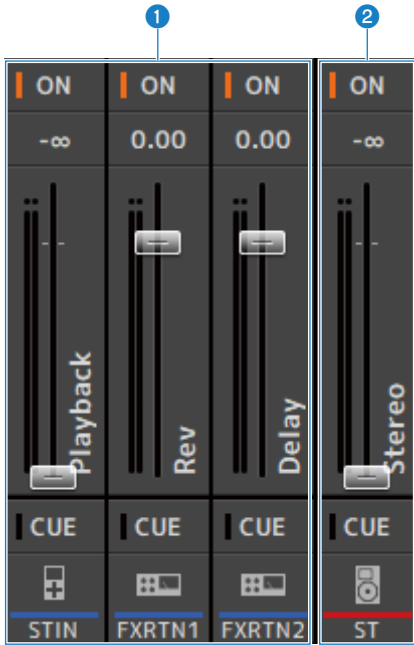 1 2
ON ON ON ON
-∞ 0.00 0.00 -∞
Playback Rev Delay Stereo
CUE CUE CUE CUE
STIN FXRTN1 FXRTN2 ST